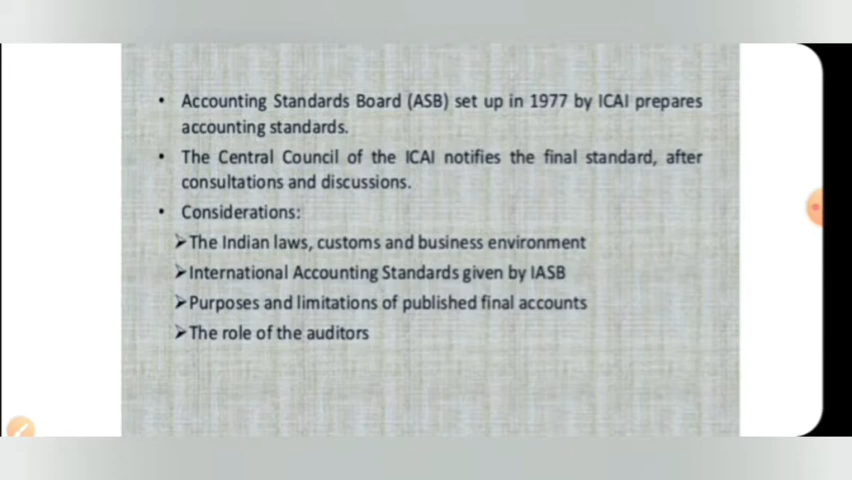 • Accounting Standards Board (ASB) set up in 1977 by ICAI prepares
accounting standards.
• The Central Council of the ICAI notifies the final standard, after
consultations and discussions.
• Considerations:
➢The Indian laws, customs and business environment
➢International Accounting Standards given by IASB
➢Purposes and limitations of published final accounts
➢The role of the auditors